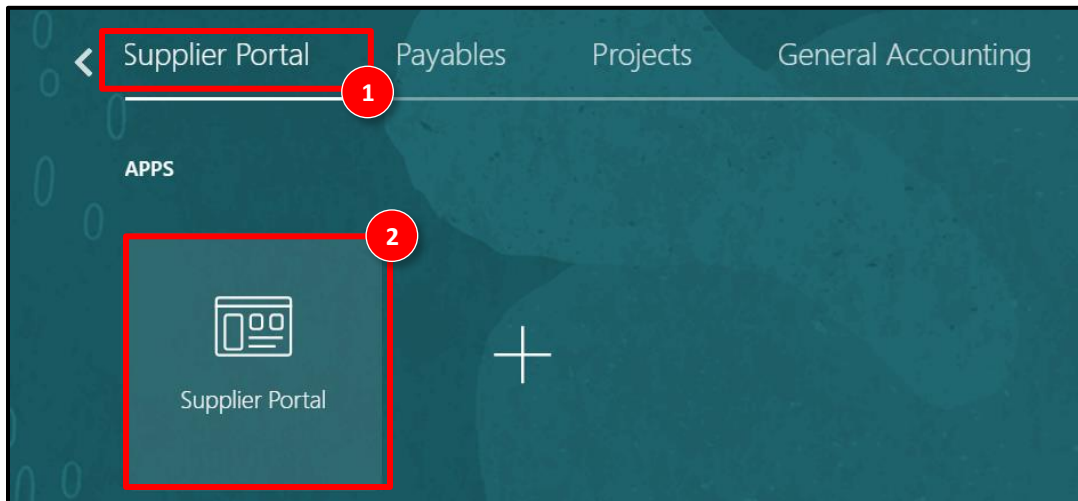 Supplier Portal Payables Projects General Accounting
1
APPS
2
Supplier Portal